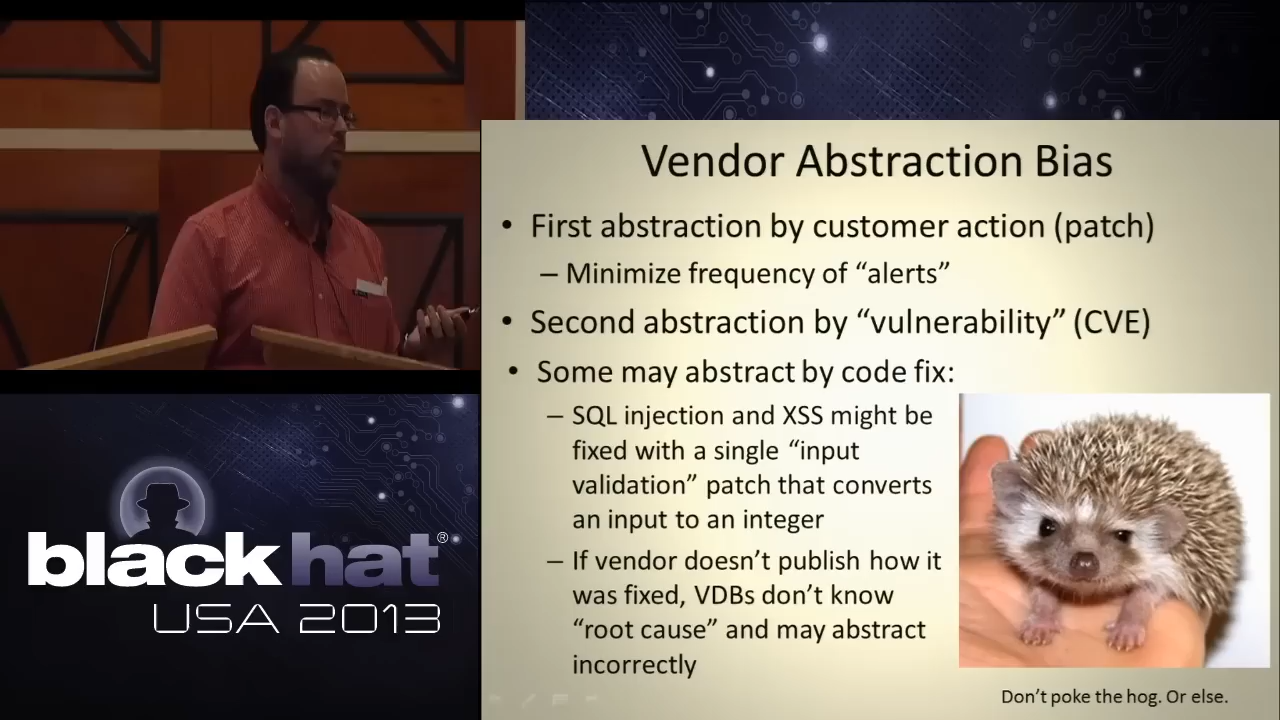 Vendor Abstraction Bias
• First abstraction by customer action (patch)
– Minimize frequency of “alerts”
• Second abstraction by “vulnerability” (CVE)
• Some may abstract by code fix:
– SQL injection and XSS might be
fixed with a single “input
validation” patch that converts
an input to an integer
– If vendor doesn’t publish how it
was fixed, VDBs don’t know
“root cause” and may abstract
incorrectly
Don’t poke the hog. Or else.
black hat®
USA 2013